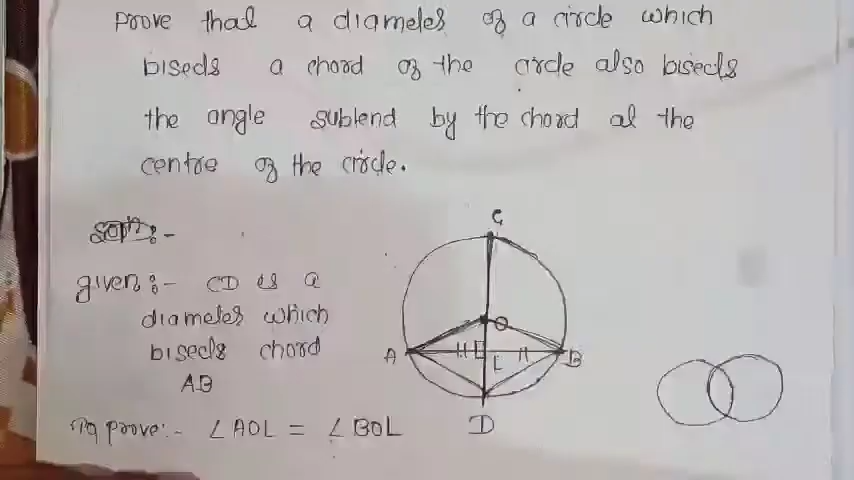 Prove that a diameter of a circle which
bisects a chord of the circle also bisects
the angle subtend by the chord at the
centre of the circle.
Soln:-
given:- CD is a
diameter which
bisects chord
AB
To prove:- ∠AOL = ∠BOL
C
O
A
B
L
D